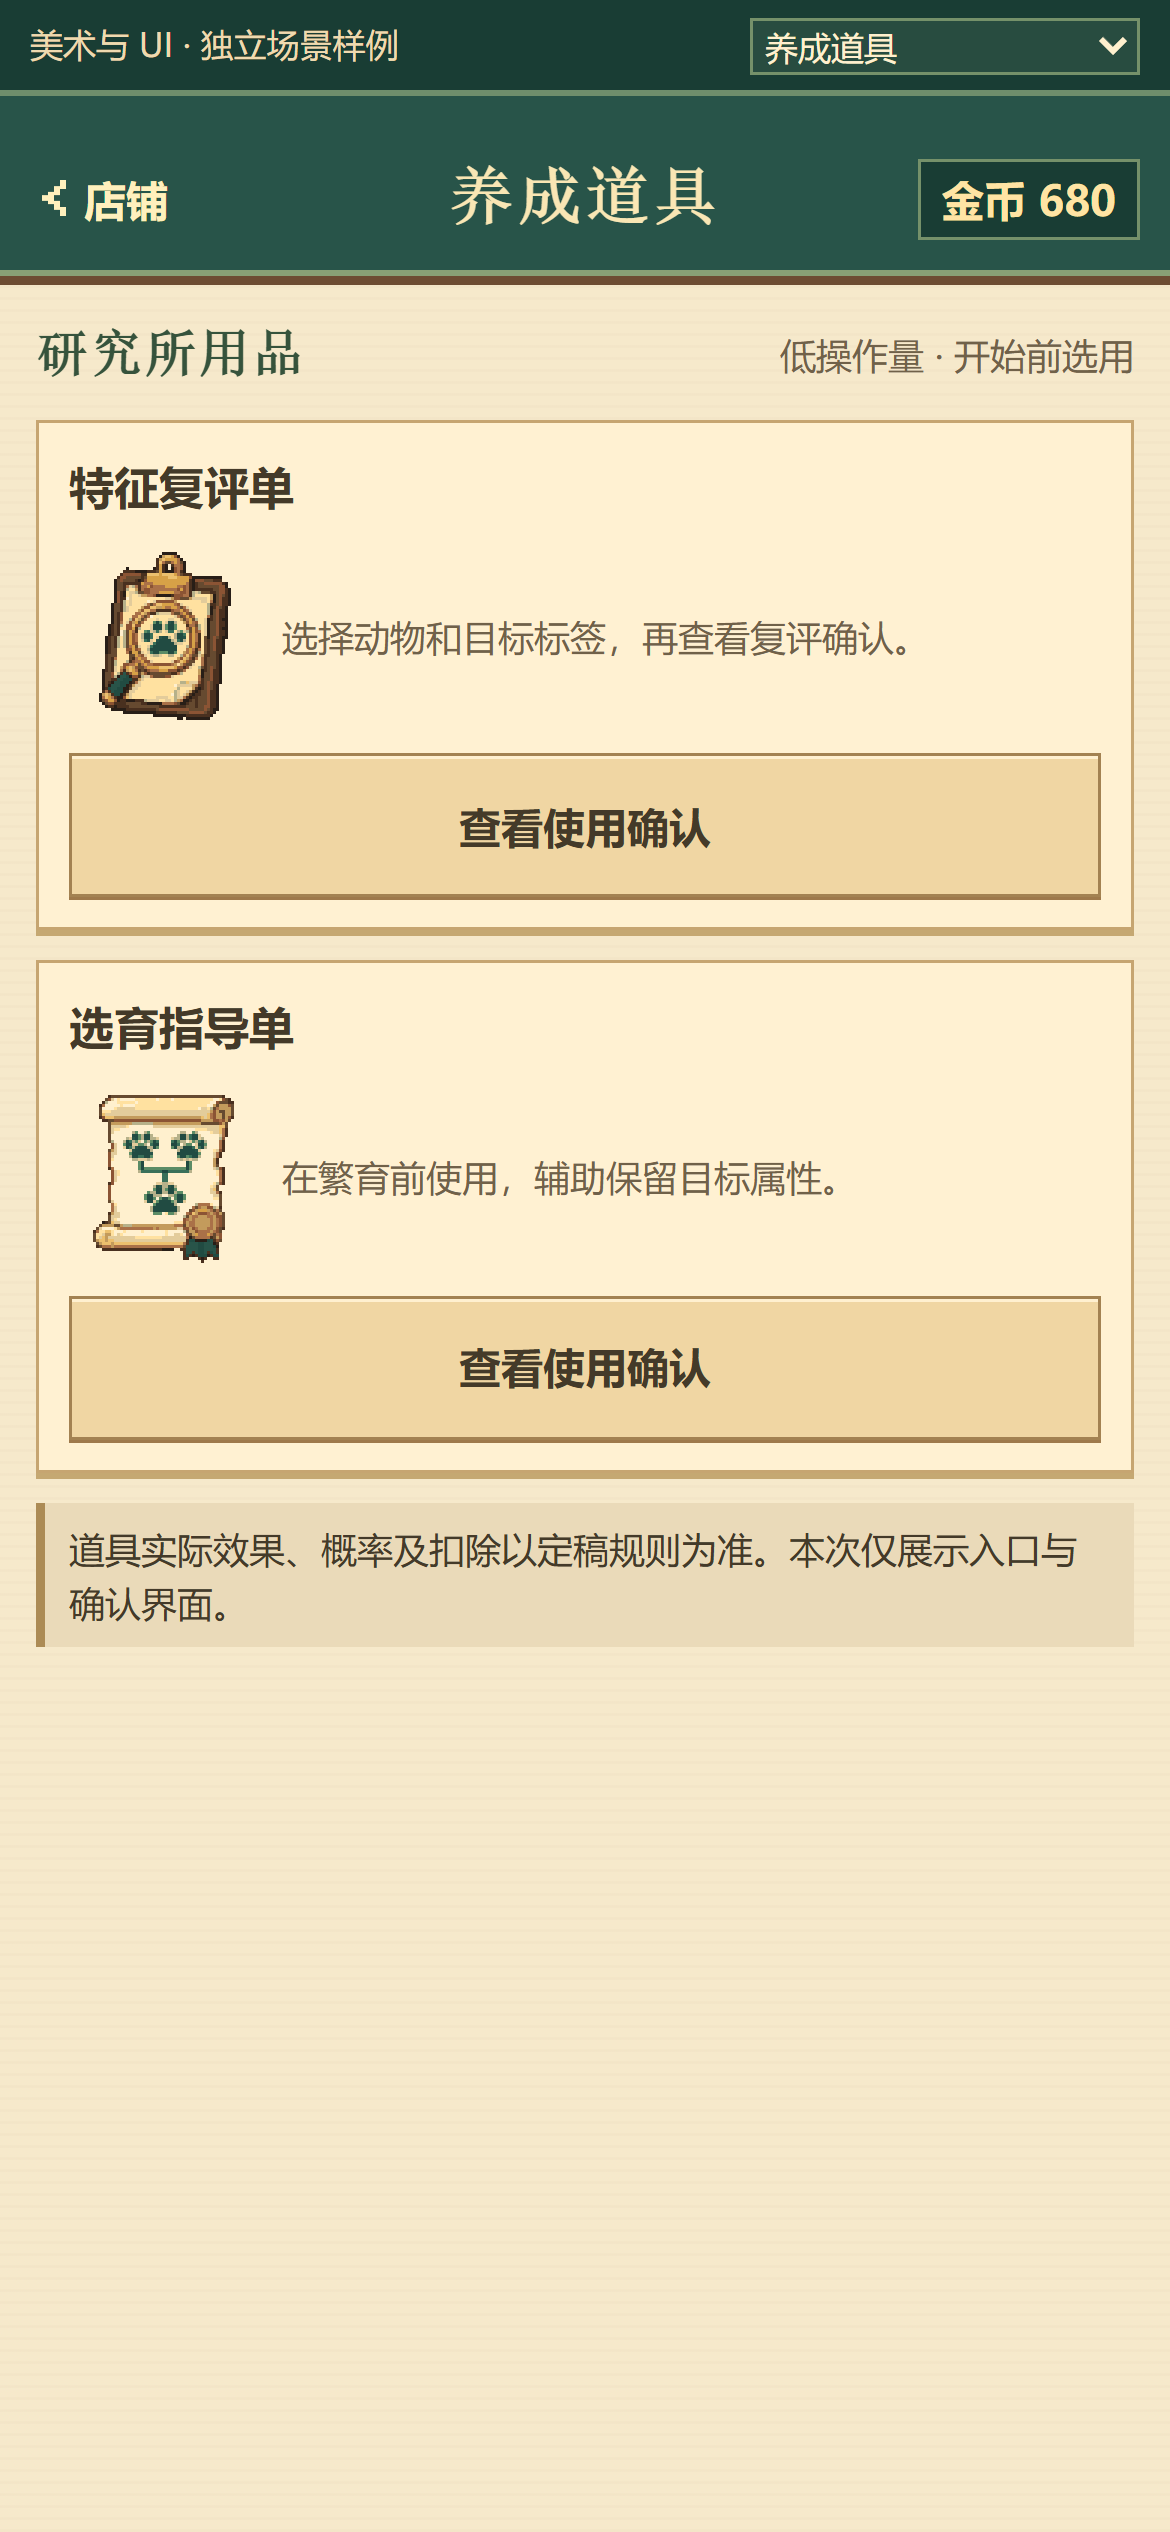 美术与 UI · 独立场景样例
养成道具
店铺
养成道具
金币 680
研究所用品
低操作量 · 开始前选用
特征复评单
选择动物和目标标签，再查看复评确认。
查看使用确认
选育指导单
在繁育前使用，辅助保留目标属性。
查看使用确认
道具实际效果、概率及扣除以定稿规则为准。本次仅展示入口与
确认界面。